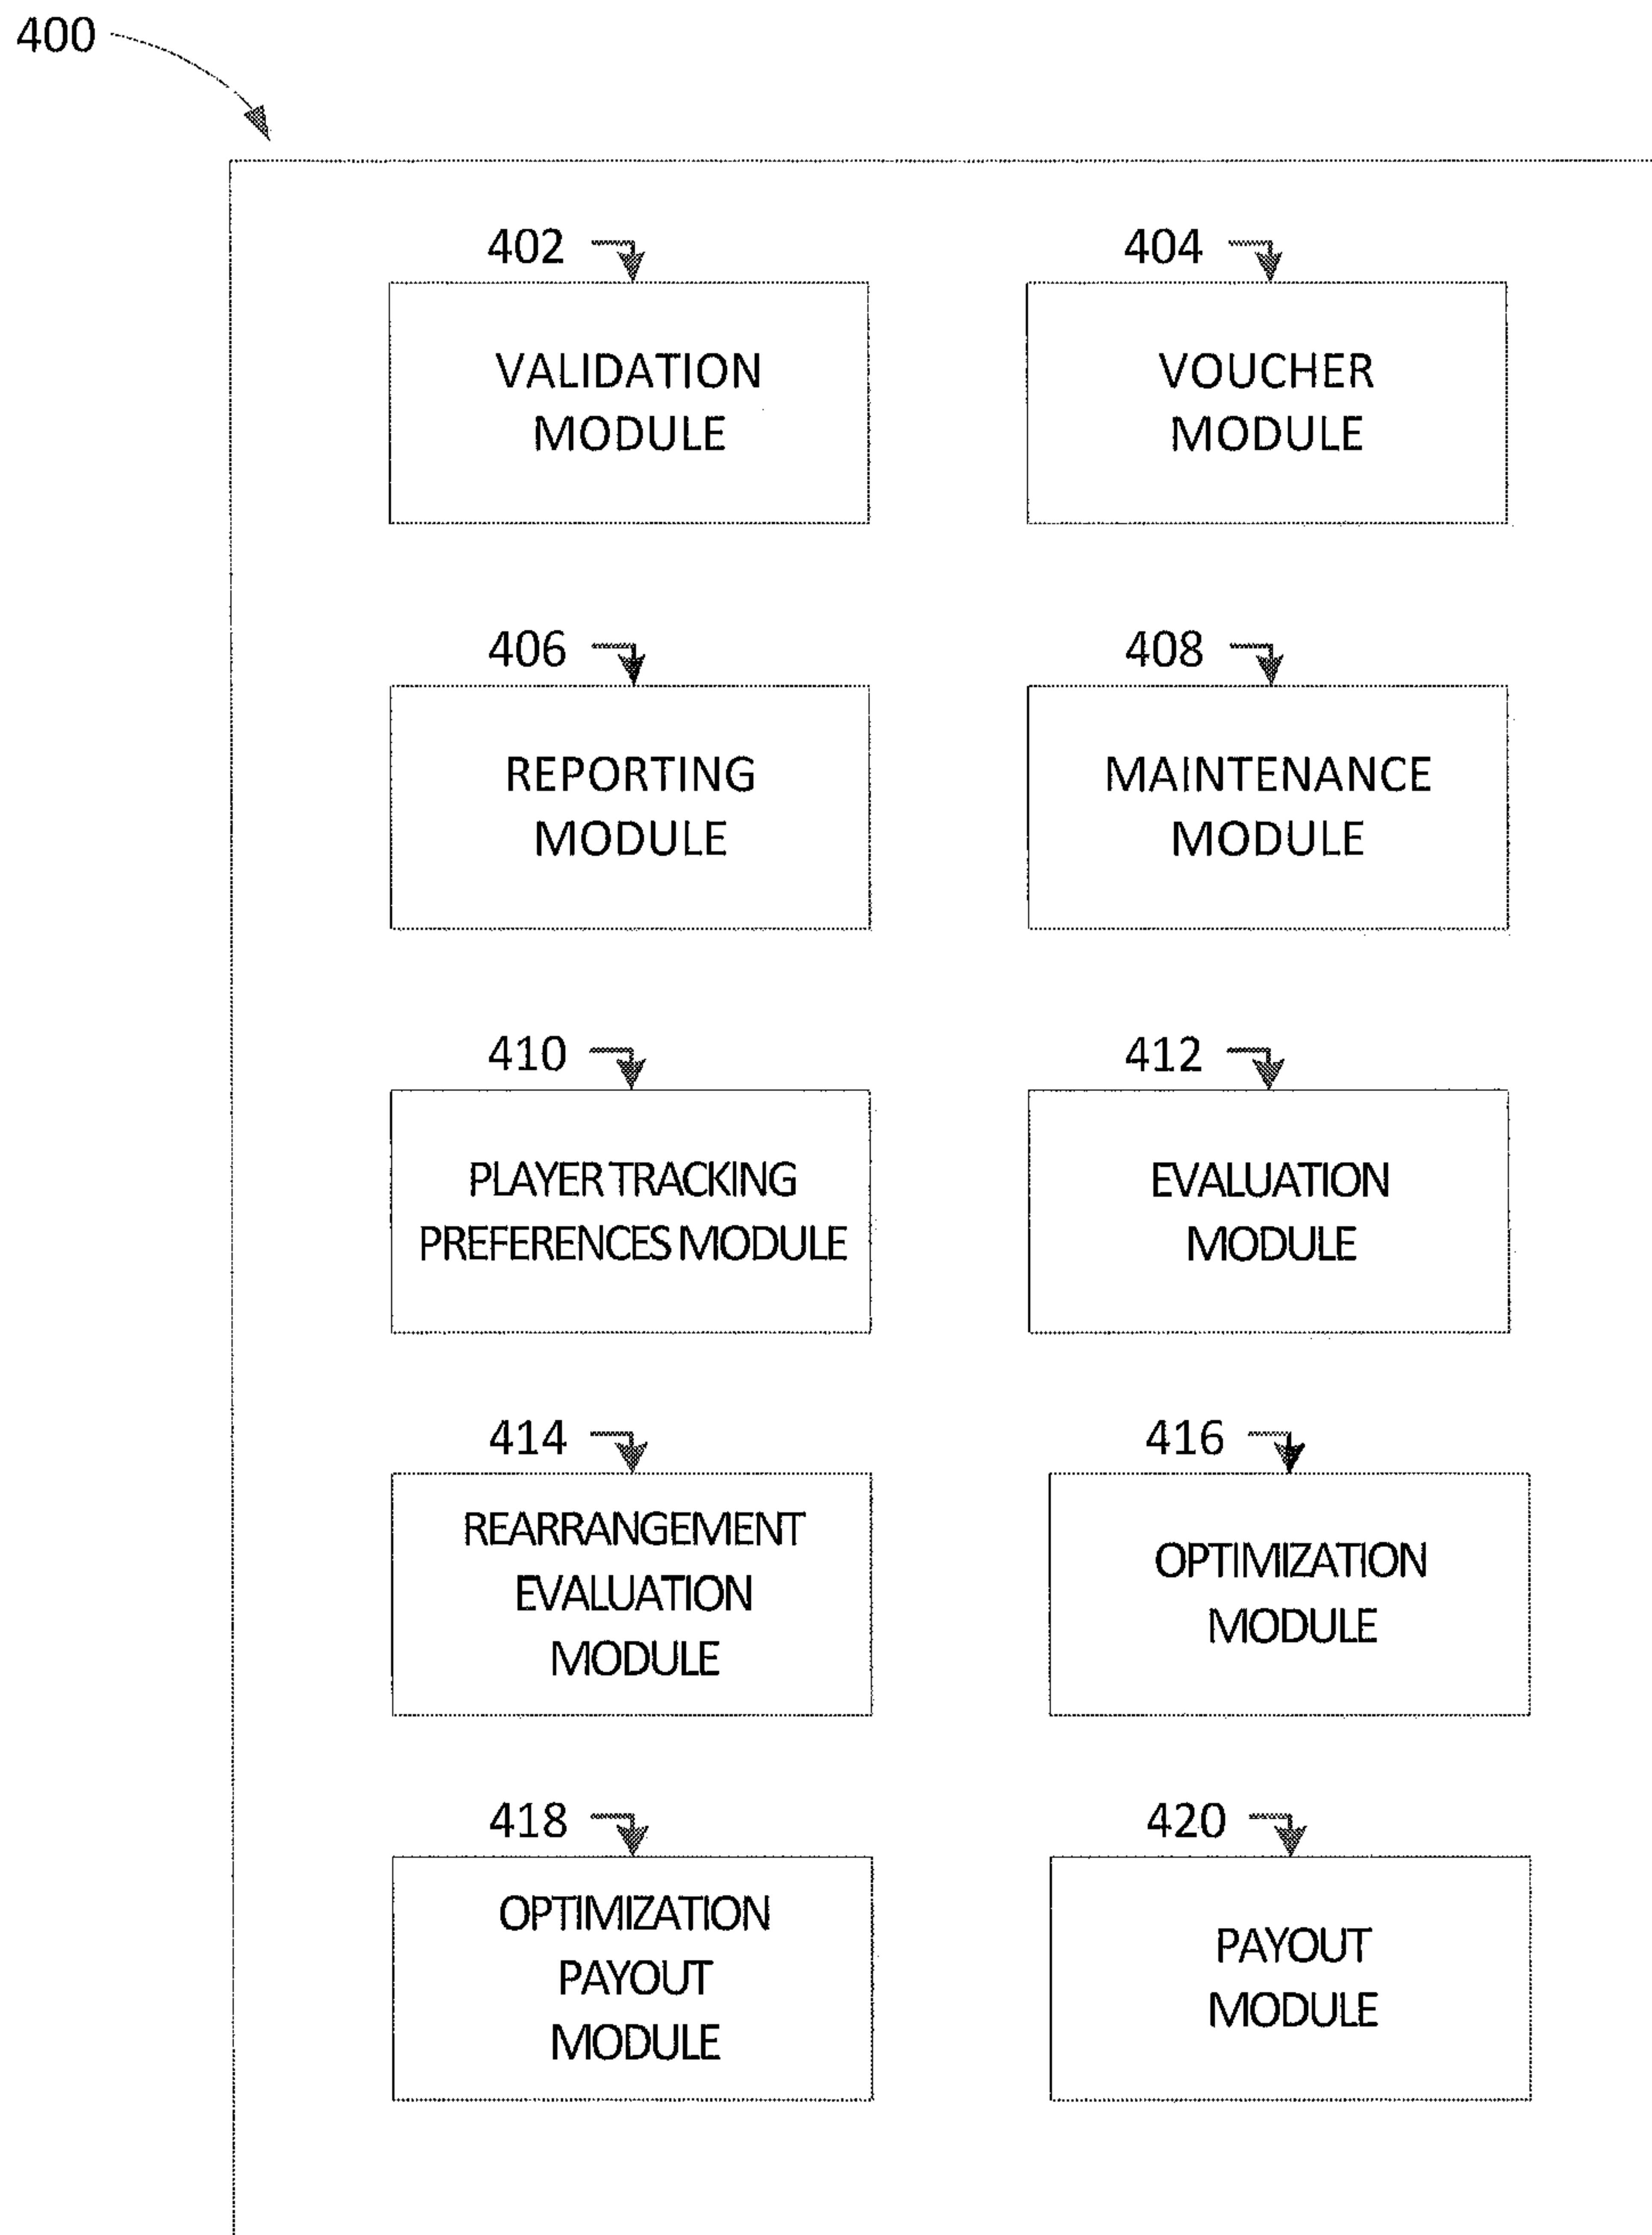 400
402
404
VALIDATION
MODULE
VOUCHER
MODULE
406
408
REPORTING
MODULE
MAINTENANCE
MODULE
410
412
PLAYER TRACKING
PREFERENCES MODULE
EVALUATION
MODULE
414
416
REARRANGEMENT
EVALUATION
MODULE
OPTIMIZATION
MODULE
418
420
OPTIMIZATION
PAYOUT
MODULE
PAYOUT
MODULE